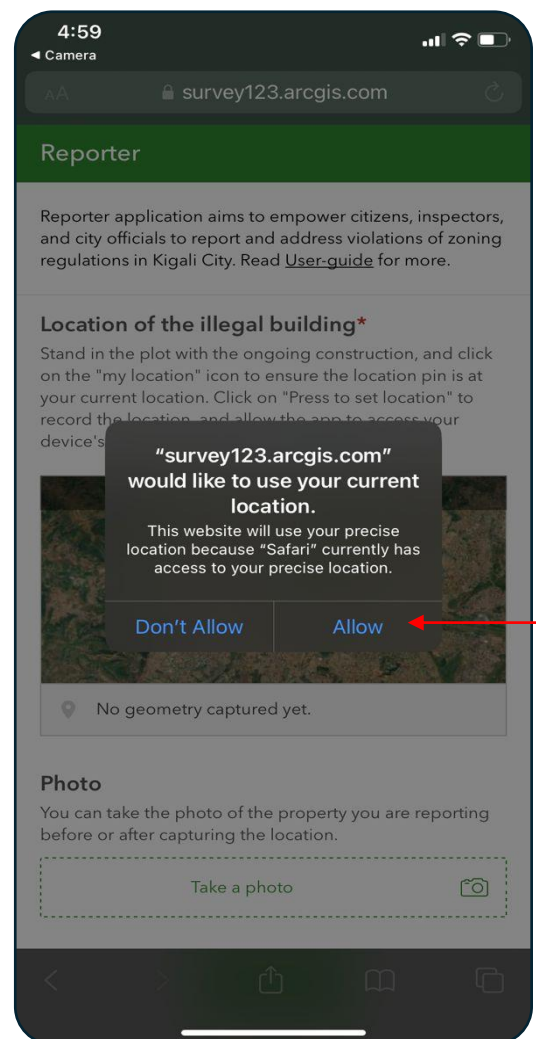 4:59
◄ Camera
AA survey123.arcgis.com
Reporter
Reporter application aims to empower citizens, inspectors,
and city officials to report and address violations of zoning
regulations in Kigali City. Read User-guide for more.
Location of the illegal building*
Stand in the plot with the ongoing construction, and click
on the "my location" icon to ensure the location pin is at
your current location. Click on "Press to set location" to
record the location, and allow the app to access your
device's
“survey123.arcgis.com”
would like to use your current
location.
This website will use your precise
location because “Safari” currently has
access to your precise location.
Don’t Allow Allow
No geometry captured yet.
Photo
You can take the photo of the property you are reporting
before or after capturing the location.
Take a photo